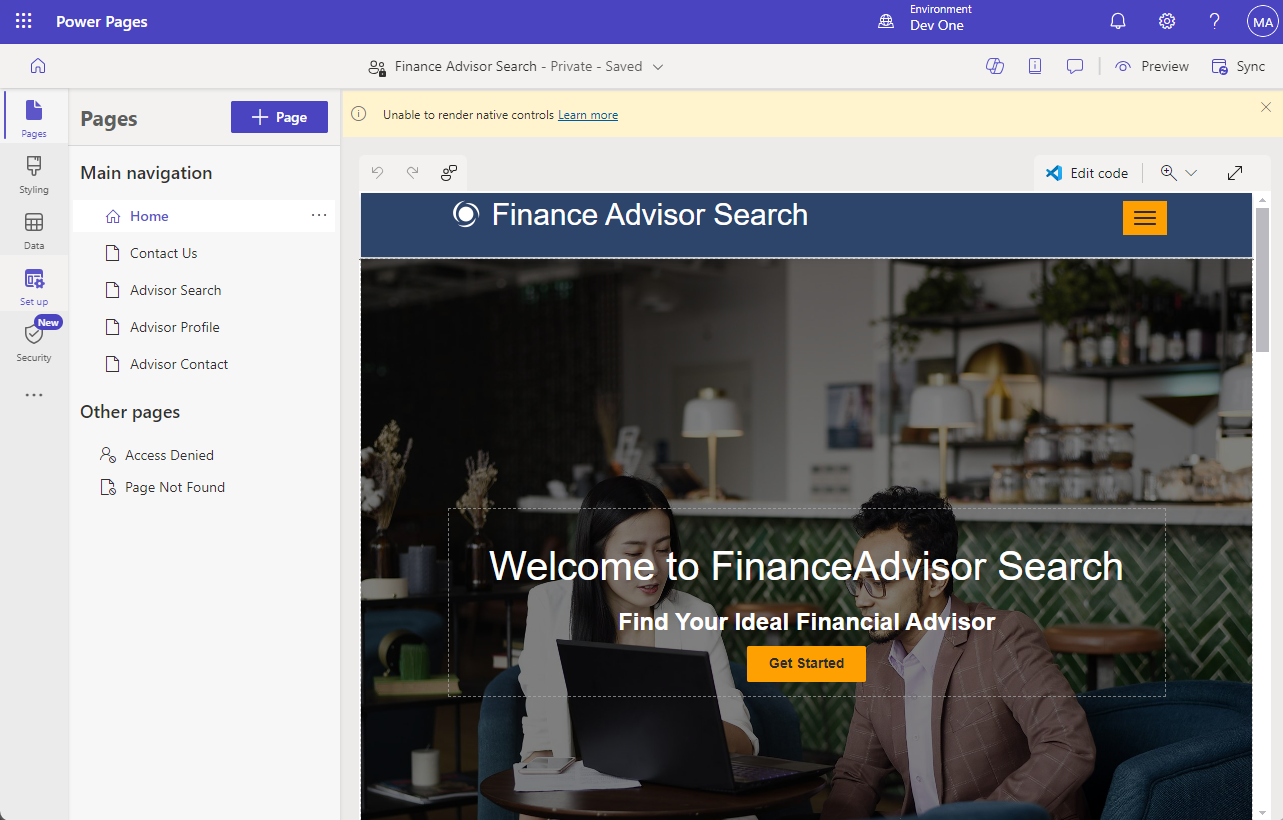 Power Pages
Environment
Dev One
MA
Finance Advisor Search - Private - Saved
Preview
Sync
Pages
Styling
Data
Set up
New
Security
Pages
Page
Main navigation
Home
Contact Us
Advisor Search
Advisor Profile
Advisor Contact
Other pages
Access Denied
Page Not Found
Unable to render native controls Learn more
Edit code
Finance Advisor Search
Welcome to FinanceAdvisor Search
Find Your Ideal Financial Advisor
Get Started